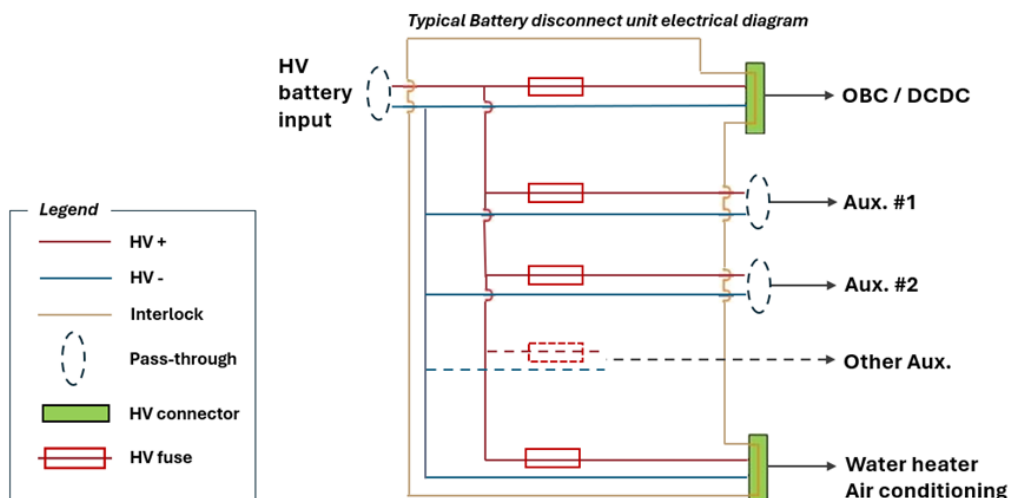 Typical Battery disconnect unit electrical diagram
HV
battery
input
OBC / DCDC
Aux. #1
Aux. #2
Other Aux.
Water heater
Air conditioning
Legend
HV +
HV -
Interlock
Pass-through
HV connector
HV fuse